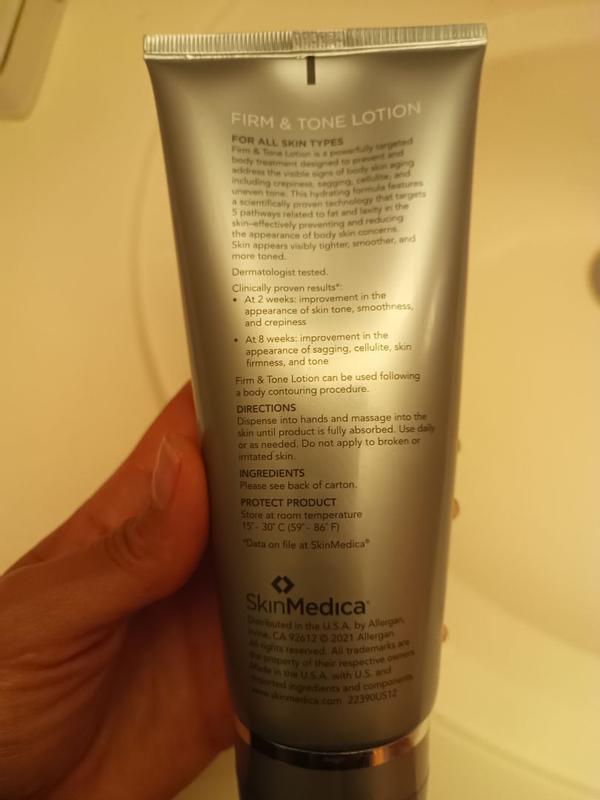 FIRM & TONE LOTION
FOR ALL SKIN TYPES
Firm & Tone Lotion is a powerfully targeted
body treatment designed to prevent and
address the visible signs of body skin aging
including crepiness, sagging, cellulite, and
uneven tone. This hydrating formula features
a scientifically proven technology that targets
5 pathways related to fat and laxity in the
skin–effectively preventing and reducing
the appearance of body skin concerns.
Skin appears visibly tighter, smoother, and
more toned.
Dermatologist tested.
Clinically proven results*:
• At 2 weeks: improvement in the
appearance of skin tone, smoothness,
and crepiness
• At 8 weeks: improvement in the
appearance of sagging, cellulite, skin
firmness, and tone
Firm & Tone Lotion can be used following
a body contouring procedure.
DIRECTIONS
Dispense into hands and massage into the
skin until product is fully absorbed. Use daily
or as needed. Do not apply to broken or
irritated skin.
INGREDIENTS
Please see back of carton.
PROTECT PRODUCT
Store at room temperature
15°- 30° C (59°- 86° F)
*Data on file at SkinMedica®
SkinMedica®
Distributed in the U.S.A. by Allergan,
Irvine, CA 92612 © 2021 Allergan.
All rights reserved. All trademarks are
the property of their respective owners.
Made in the U.S.A. with U.S. and
imported ingredients and components.
www.skinmedica.com 22390US12